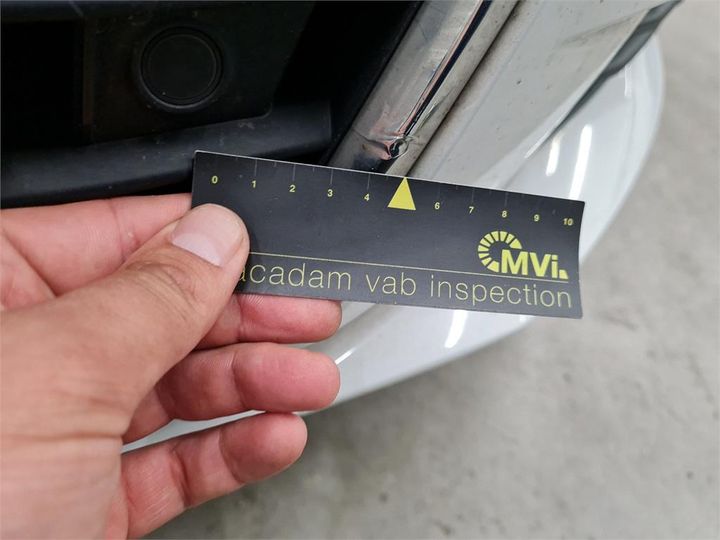 0 1 2 3 4 6 7 8 9 10
MVi
acadam vab inspection